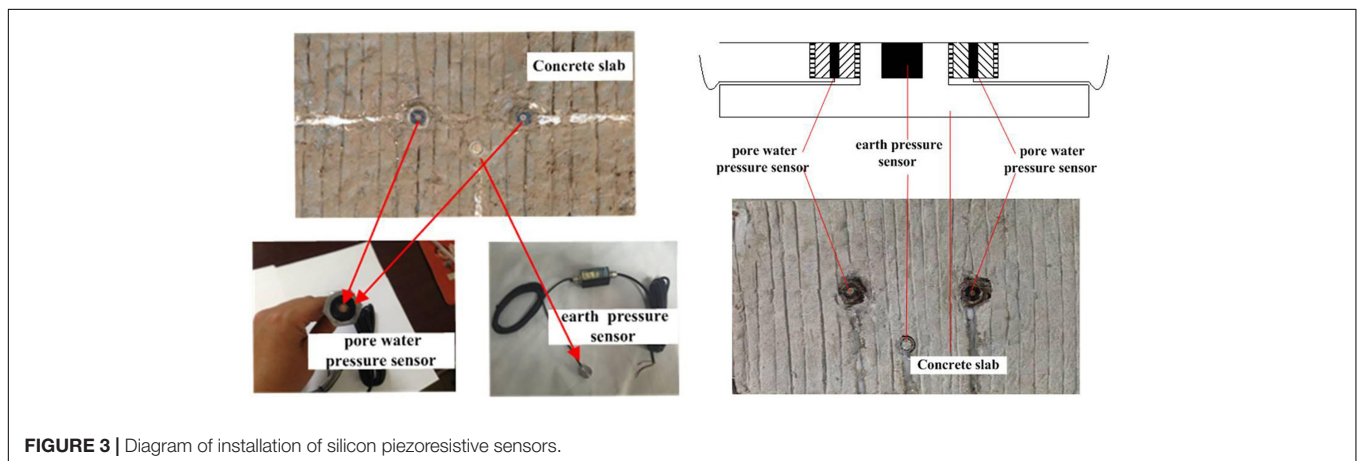 Concrete slab
pore water
pressure sensor
earth pressure
sensor
pore water
pressure sensor
earth pressure
sensor
pore water
pressure sensor
Concrete slab
FIGURE 3 | Diagram of installation of silicon piezoresistive sensors.